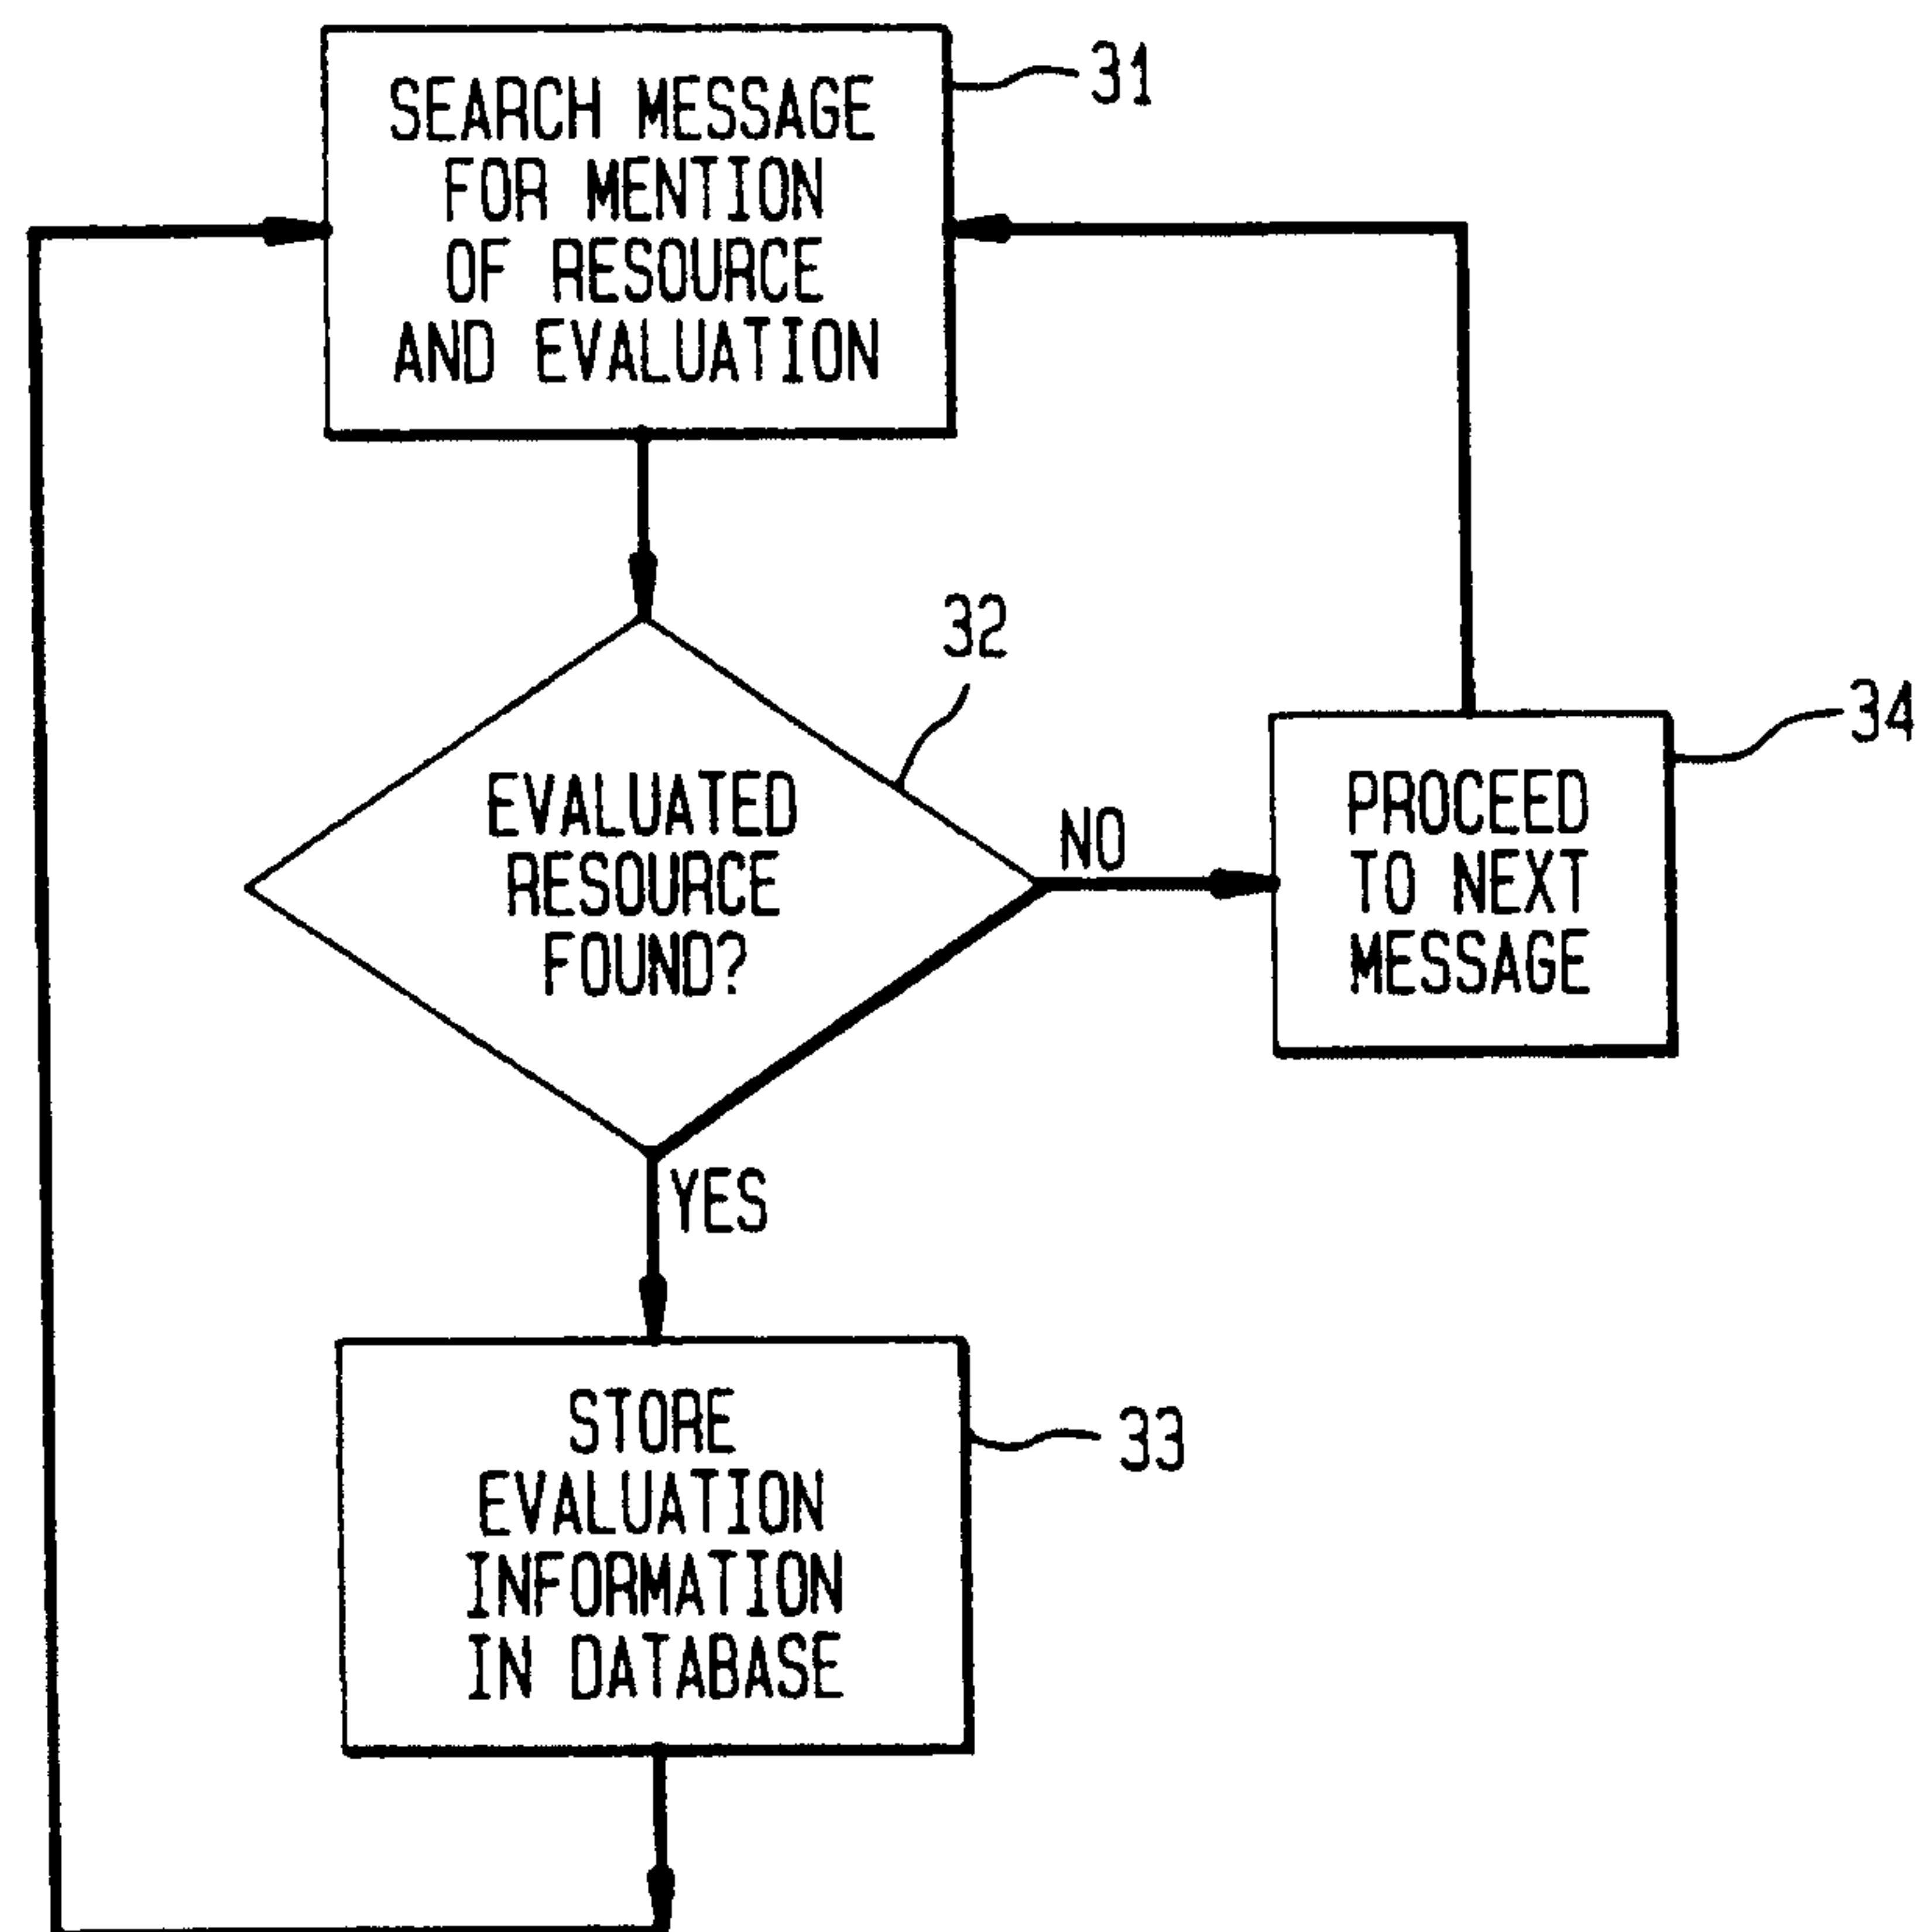 SEARCH MESSAGE
FOR MENTION
OF RESOURCE
AND EVALUATION
31
32
EVALUATED
RESOURCE
FOUND?
NO
YES
PROCEED
TO NEXT
MESSAGE
34
STORE
EVALUATION
INFORMATION
IN DATABASE
33